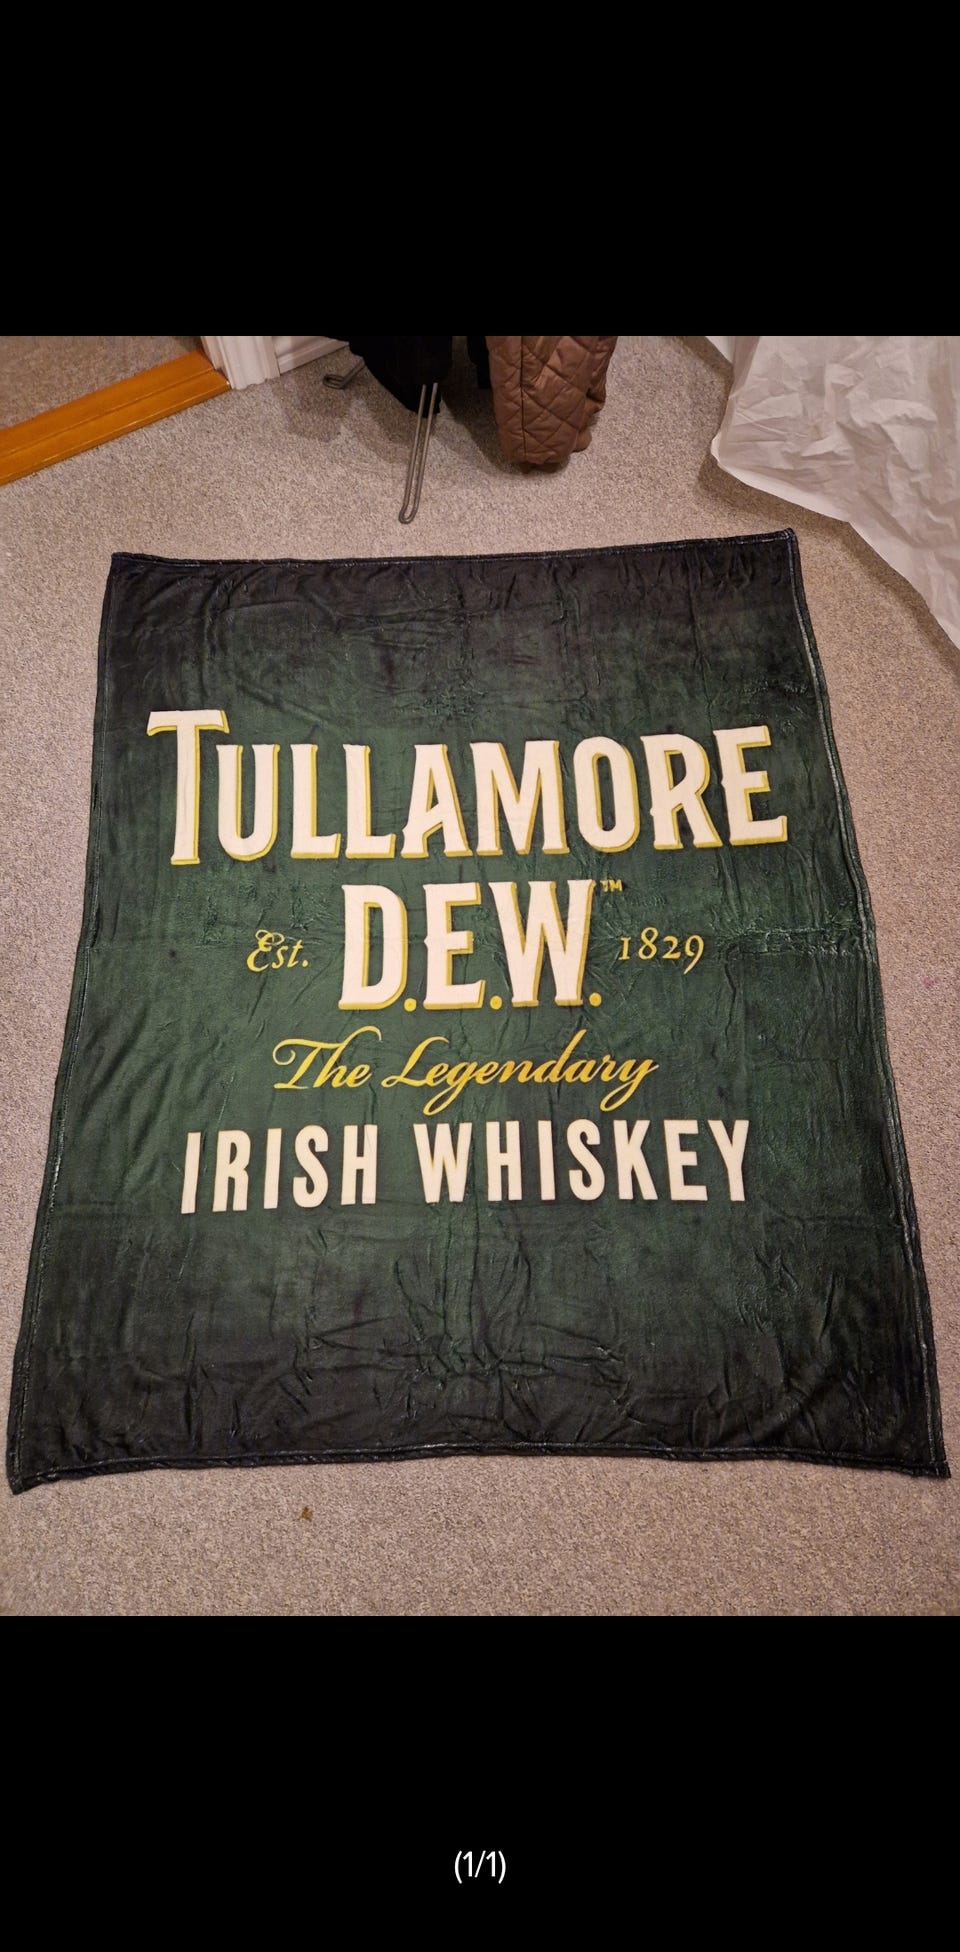 TULLAMORE
D.E.W.™
Est. 1829
The Legendary
IRISH WHISKEY
(1/1)